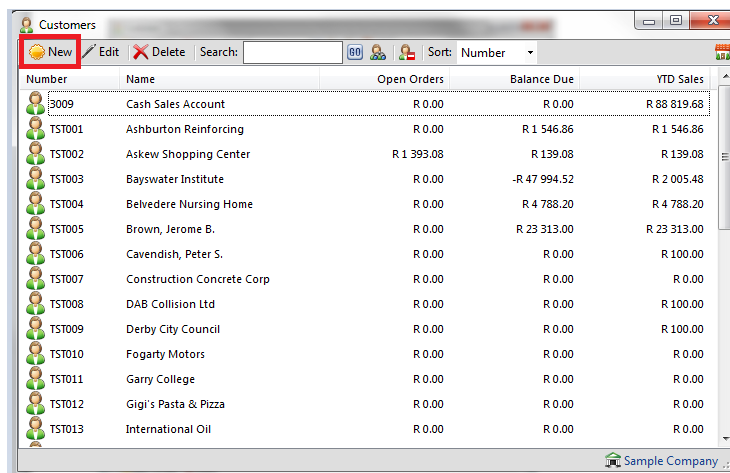 Customers
New Edit Delete Search: GO Sort: Number
Number Name Open Orders Balance Due YTD Sales
3009 Cash Sales Account R 0.00 R 0.00 R 88 819.68
TST001 Ashburton Reinforcing R 0.00 R 1 546.86 R 1 546.86
TST002 Askew Shopping Center R 1 393.08 R 139.08 R 139.08
TST003 Bayswater Institute R 0.00 -R 47 994.52 R 2 005.48
TST004 Belvedere Nursing Home R 0.00 R 4 788.20 R 4 788.20
TST005 Brown, Jerome B. R 0.00 R 23 313.00 R 23 313.00
TST006 Cavendish, Peter S. R 0.00 R 0.00 R 100.00
TST007 Construction Concrete Corp R 0.00 R 0.00 R 0.00
TST008 DAB Collision Ltd R 0.00 R 0.00 R 100.00
TST009 Derby City Council R 0.00 R 0.00 R 100.00
TST010 Fogarty Motors R 0.00 R 0.00 R 0.00
TST011 Garry College R 0.00 R 0.00 R 0.00
TST012 Gigi's Pasta & Pizza R 0.00 R 0.00 R 0.00
TST013 International Oil R 0.00 R 0.00 R 0.00
Sample Company